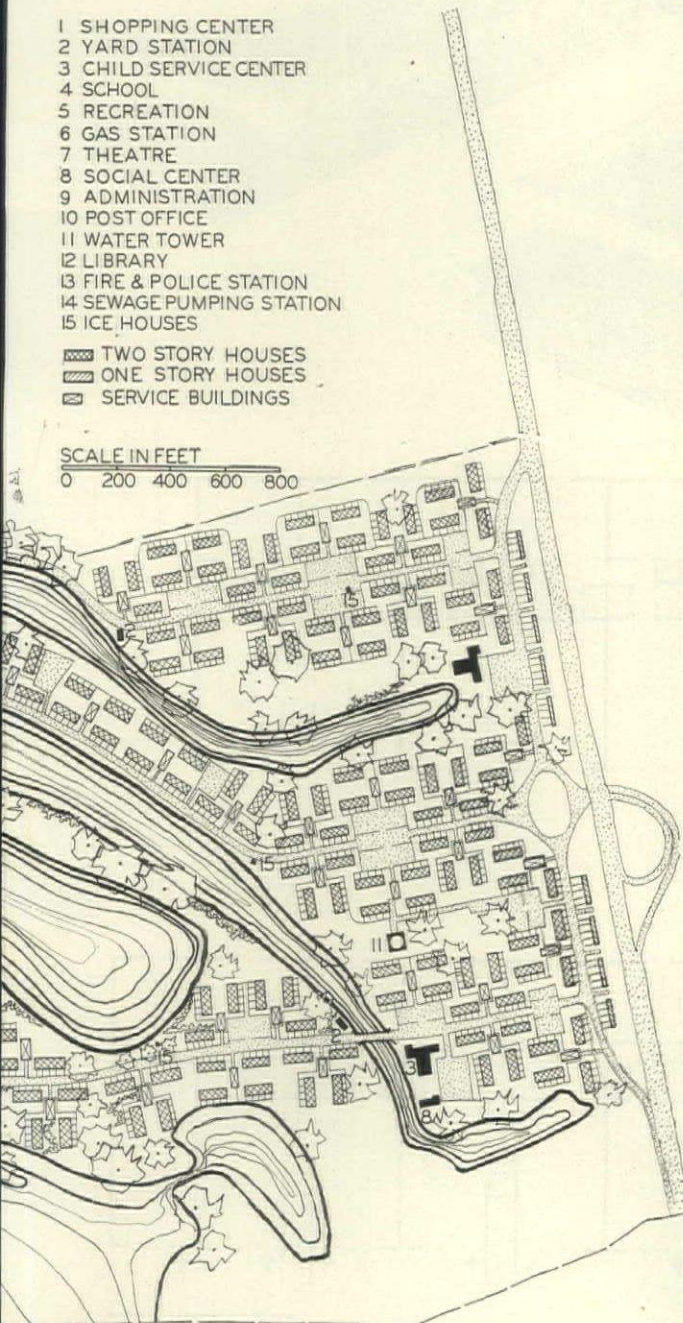 1 SHOPPING CENTER
2 YARD STATION
3 CHILD SERVICE CENTER
4 SCHOOL
5 RECREATION
6 GAS STATION
7 THEATRE
8 SOCIAL CENTER
9 ADMINISTRATION
10 POST OFFICE
11 WATER TOWER
12 LIBRARY
13 FIRE & POLICE STATION
14 SEWAGE PUMPING STATION
15 ICE HOUSES
TWO STORY HOUSES
ONE STORY HOUSES
SERVICE BUILDINGS
SCALE IN FEET
0 200 400 600 800
15
15
11
3
8